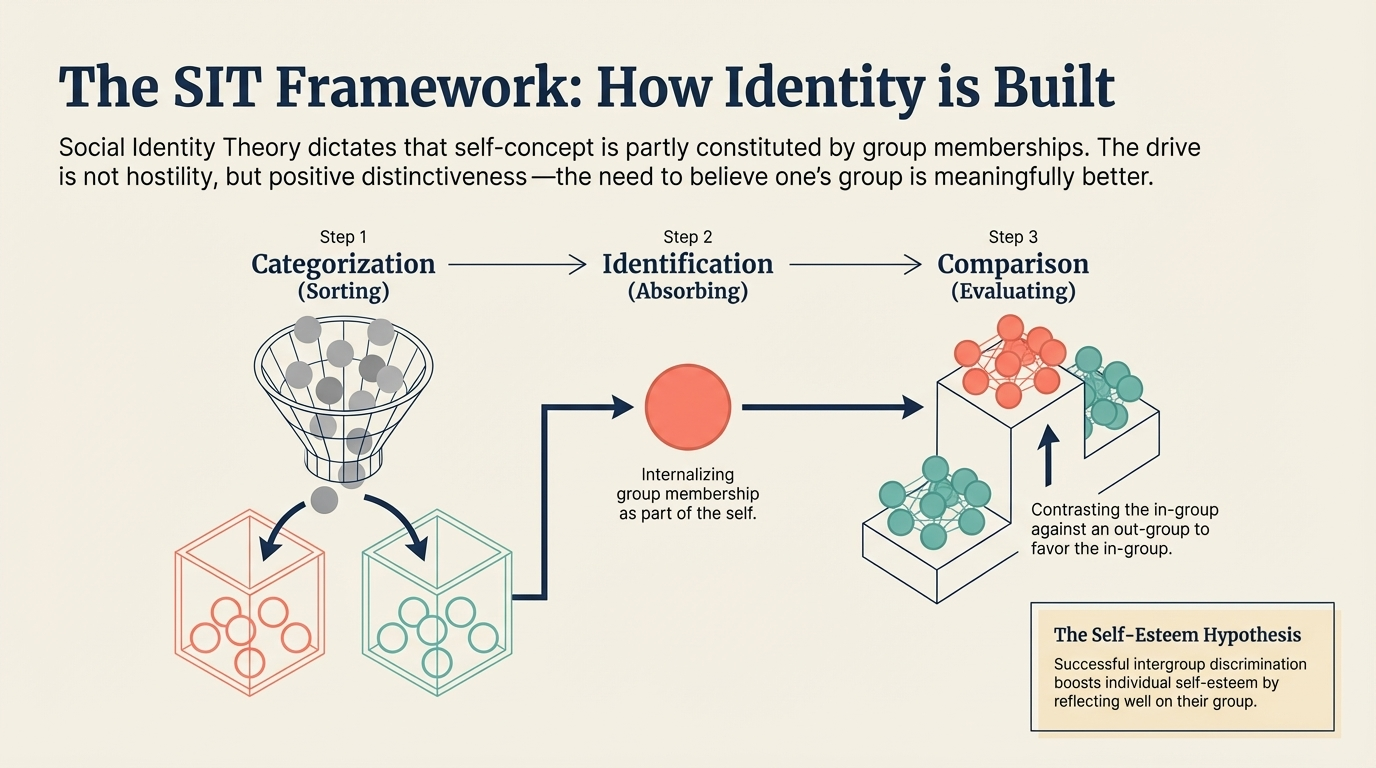 The SIT Framework: How Identity is Built
Social Identity Theory dictates that self-concept is partly constituted by group memberships. The drive
is not hostility, but positive distinctiveness—the need to believe one's group is meaningfully better.
Step 1
Categorization
(Sorting)
Step 2
Identification
(Absorbing)
Step 3
Comparison
(Evaluating)
Internalizing
group membership
as part of the self.
Contrasting the in-group
against an out-group to
favor the in-group.
The Self-Esteem Hypothesis
Successful intergroup discrimination
boosts individual self-esteem by
reflecting well on their group.